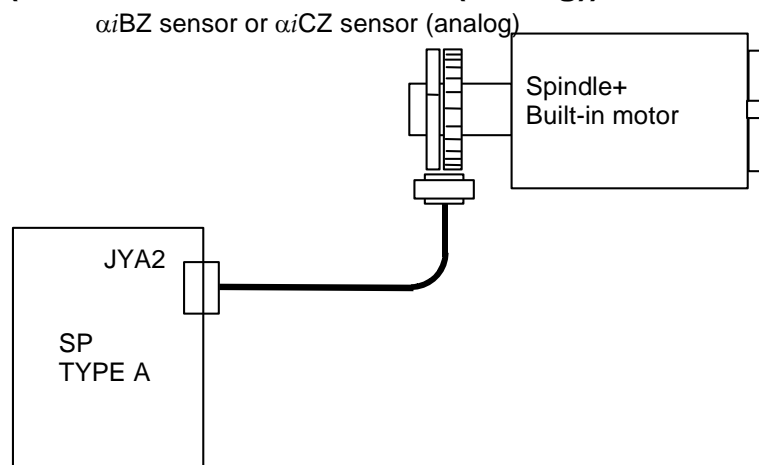 αiBZ sensor or αiCZ sensor (analog)
Spindle+
Built-in motor
JYA2
SP
TYPE A